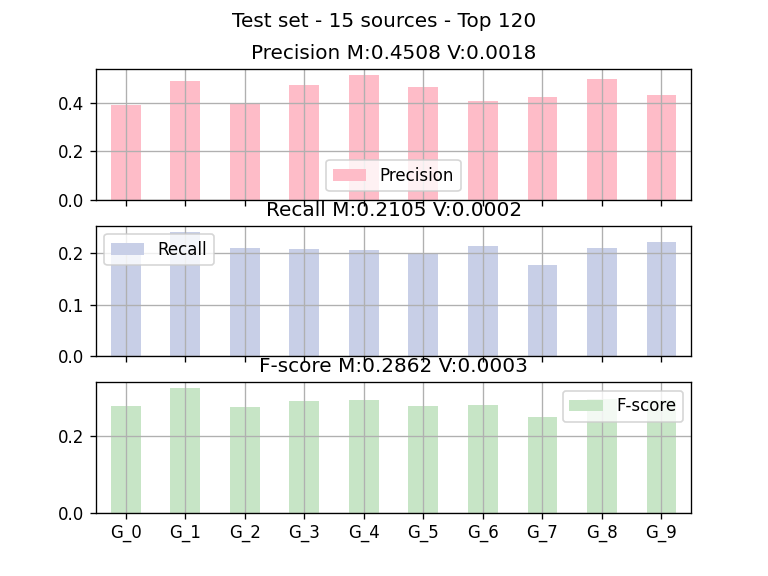 Test set - 15 sources - Top 120
Precision M:0.4508 V:0.0018
0.4
0.2
0.0
Precision
Recall M:0.2105 V:0.0002
0.2
0.1
0.0
Recall
F-score M:0.2862 V:0.0003
0.2
0.0
F-score
G_0 G_1 G_2 G_3 G_4 G_5 G_6 G_7 G_8 G_9